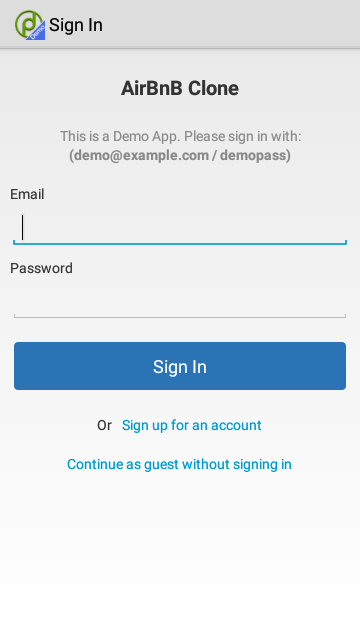 Demo
Sign In
AirBnB Clone
This is a Demo App. Please sign in with:
(demo@example.com / demopass)
Email
Password
Sign In
Or Sign up for an account
Continue as guest without signing in